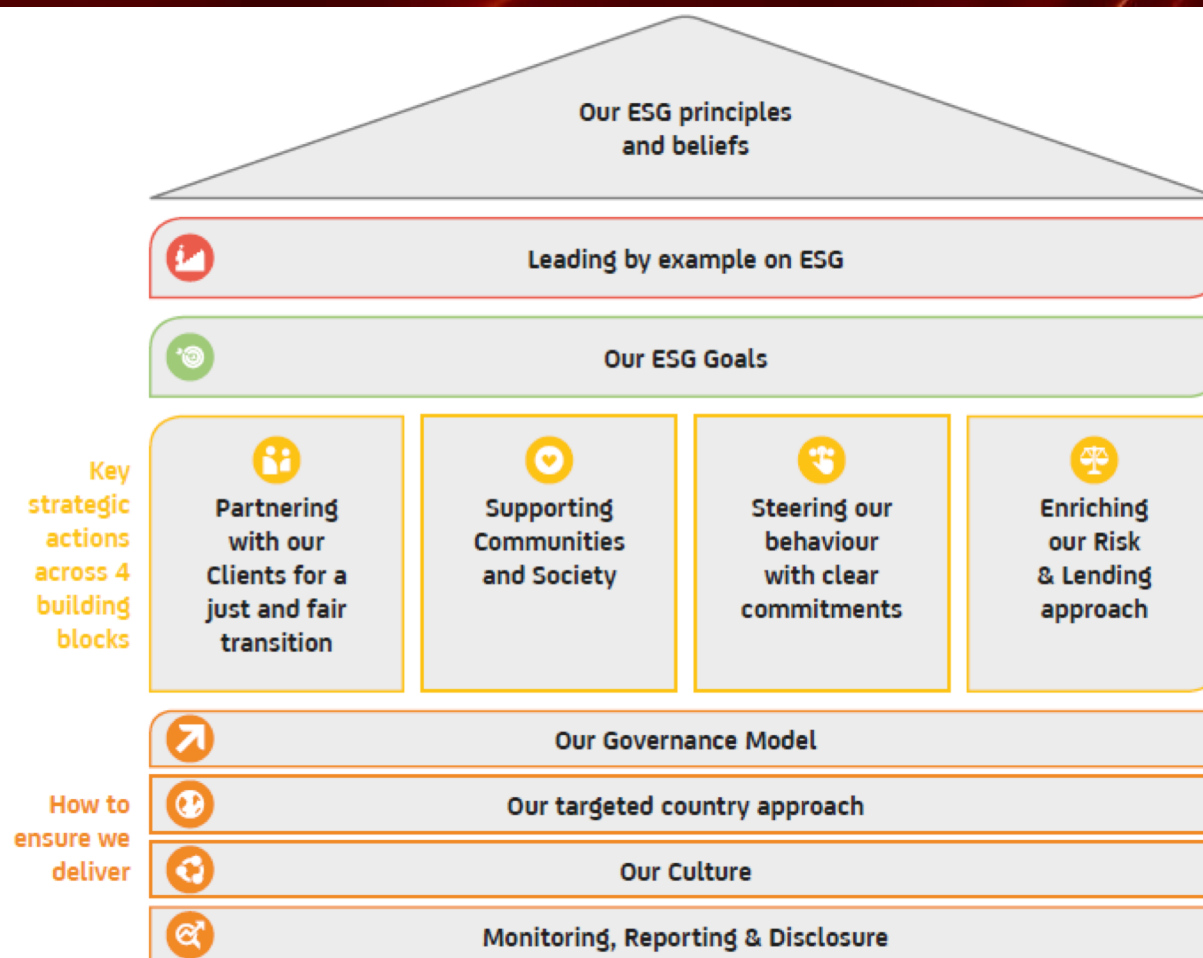 Our ESG principles
and beliefs
Leading by example on ESG
Our ESG Goals
Key
strategic
actions
across 4
building
blocks
Partnering
with our
Clients for a
just and fair
transition
Supporting
Communities
and Society
Steering our
behaviour
with clear
commitments
Enriching
our Risk
& Lending
approach
How to
ensure we
deliver
Our Governance Model
Our targeted country approach
Our Culture
Monitoring, Reporting & Disclosure